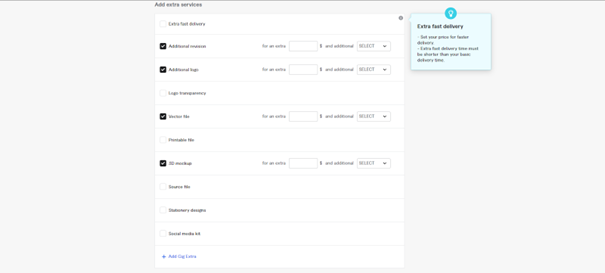 Add extra services
Extra fast delivery
Additional revision for an extra $ and additional SELECT
Additional logo for an extra $ and additional SELECT
Logo transparency
Vector file for an extra $ and additional SELECT
Printable file
3D mockup for an extra $ and additional SELECT
Source file
Stationery designs
Social media kit
+ Add Gig Extra
Extra fast delivery
- Set your price for faster
delivery.
- Extra fast delivery time must
be shorter than your basic
delivery time.